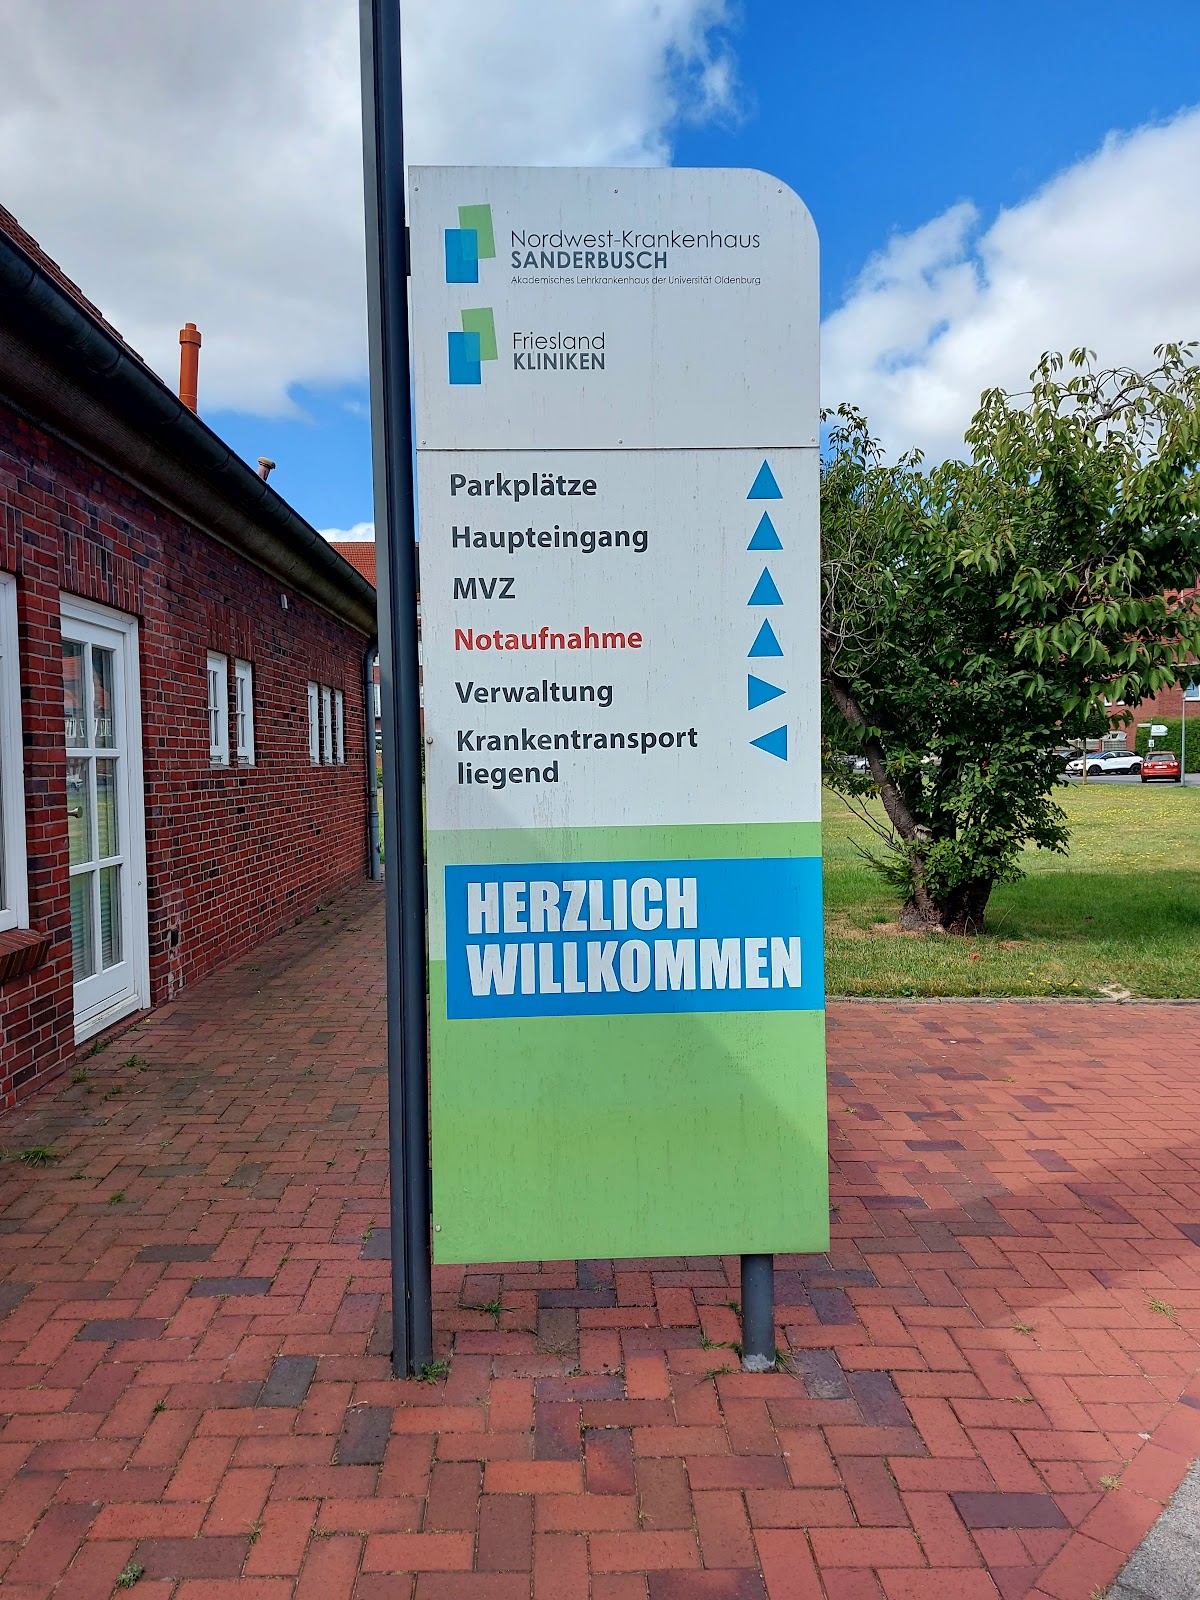 Nordwest-Krankenhaus
SANDERBUSCH
Akademisches Lehrkrankenhaus der Universität Oldenburg
Friesland
KLINIKEN
Parkplätze
Haupteingang
MVZ
Notaufnahme
Verwaltung
Krankentransport
liegend
HERZLICH
WILLKOMMEN